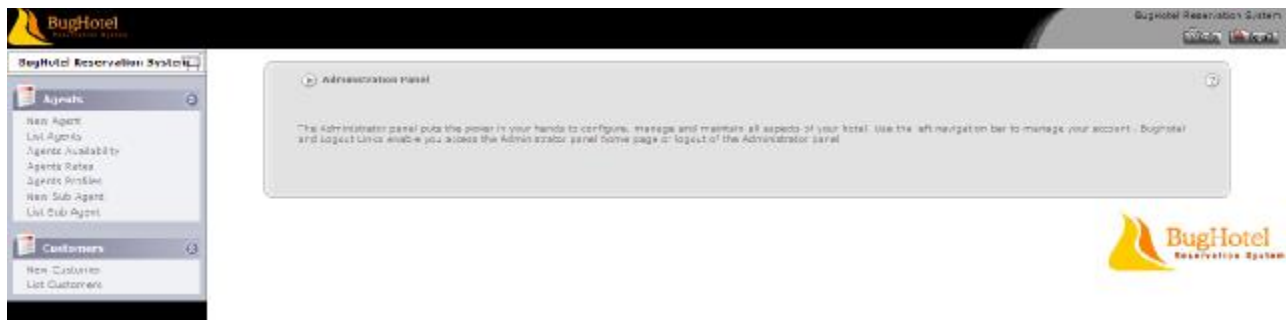 BugHotel
Reservation System
BugHotel Reservation System
BugHotel Reservation System
Agents
New Agent
List Agents
Agents Availability
Agents Rates
Agents Profiles
New Sub Agent
List Sub Agent
Customers
New Customer
List Customers
Administration Panel
The Administrator panel puts the power in your hands to configure, manage and maintain all aspects of your hotel. Use the left navigation bar to manage your account . BugHotel
and Logout Links enable you access the Administrator panel home page or logout of the Administrator panel
BugHotel
Reservation System